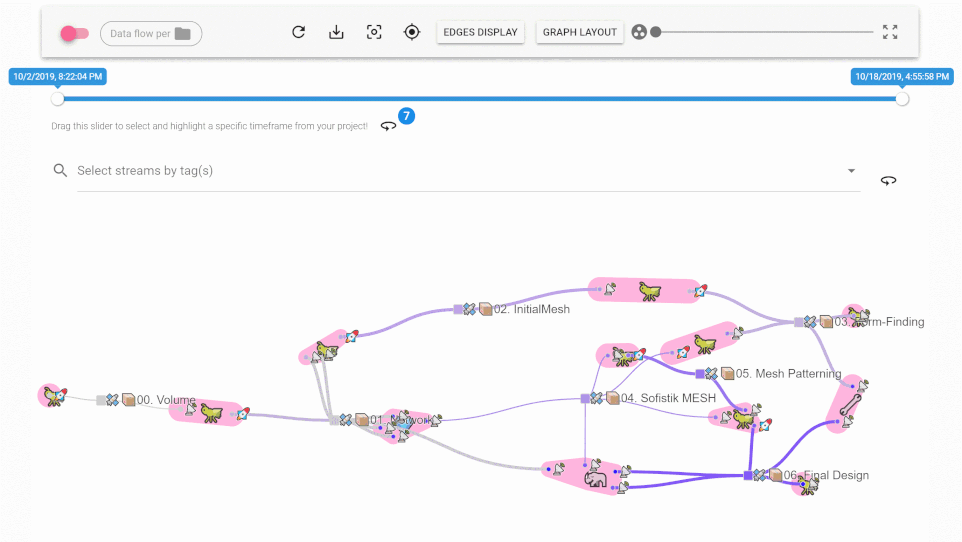 Data flow per
EDGES DISPLAY
GRAPH LAYOUT
10/2/2019, 8:22:04 PM
10/18/2019, 4:55:58 PM
Drag this slider to select and highlight a specific timeframe from your project!
7
Select streams by tag(s)
02. InitialMesh
03. Form-Finding
05. Mesh Patterning
00. Volume
04. Sofistik MESH
01. Network
06. Final Design